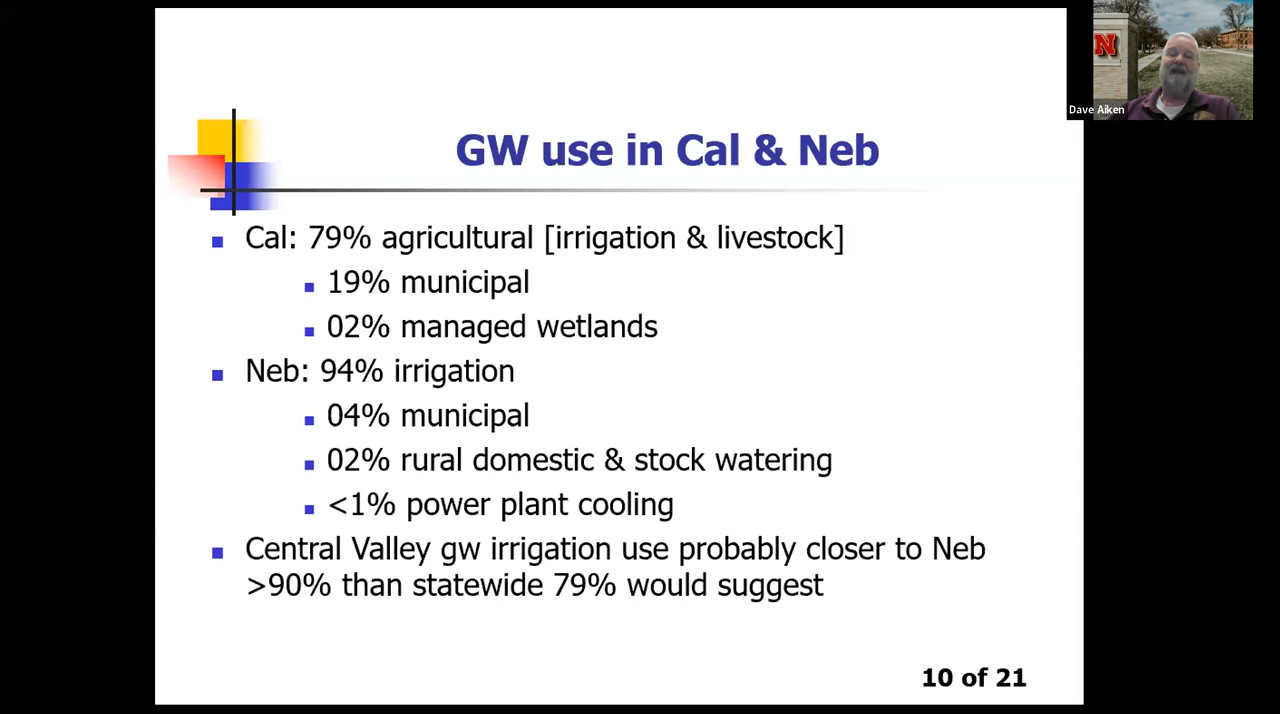 GW use in Cal & Neb
Cal: 79% agricultural [irrigation & livestock]
19% municipal
02% managed wetlands
Neb: 94% irrigation
04% municipal
02% rural domestic & stock watering
<1% power plant cooling
Central Valley gw irrigation use probably closer to Neb
>90% than statewide 79% would suggest
10 of 21
N
Dave Aiken